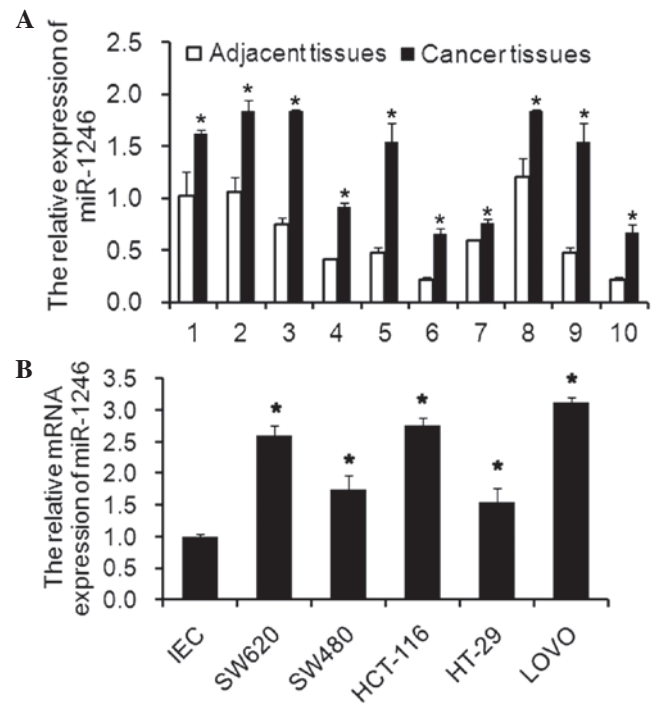 A
The relative expression of
miR-1246
2.5
2.0
1.5
1.0
0.5
0.0
Adjacent tissues
Cancer tissues
* * * * * * * * * *
1 2 3 4 5 6 7 8 9 10
B
The relative mRNA
expression of miR-1246
3.5
3.0
2.5
2.0
1.5
1.0
0.5
0.0
* * * * *
IEC
SW620
SW480
HCT-116
HT-29
LOVO